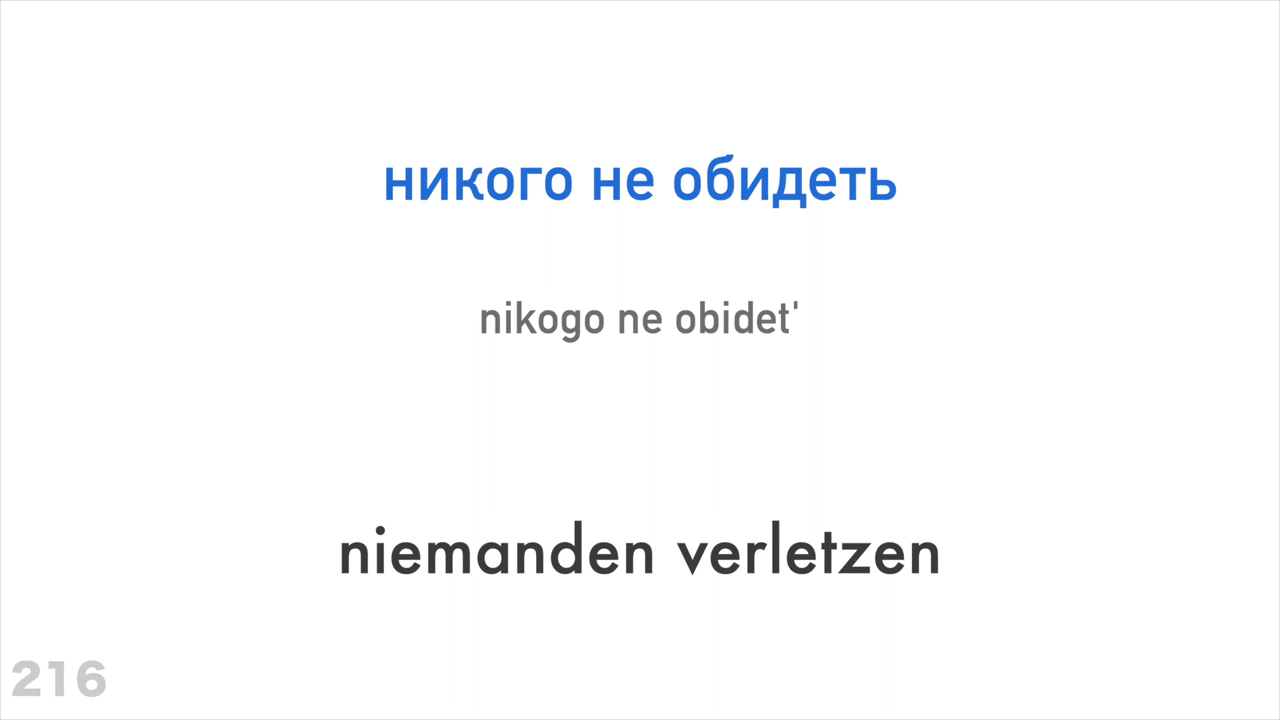 никого не обидеть
nikogo ne obidet'
niemanden verletzen
216